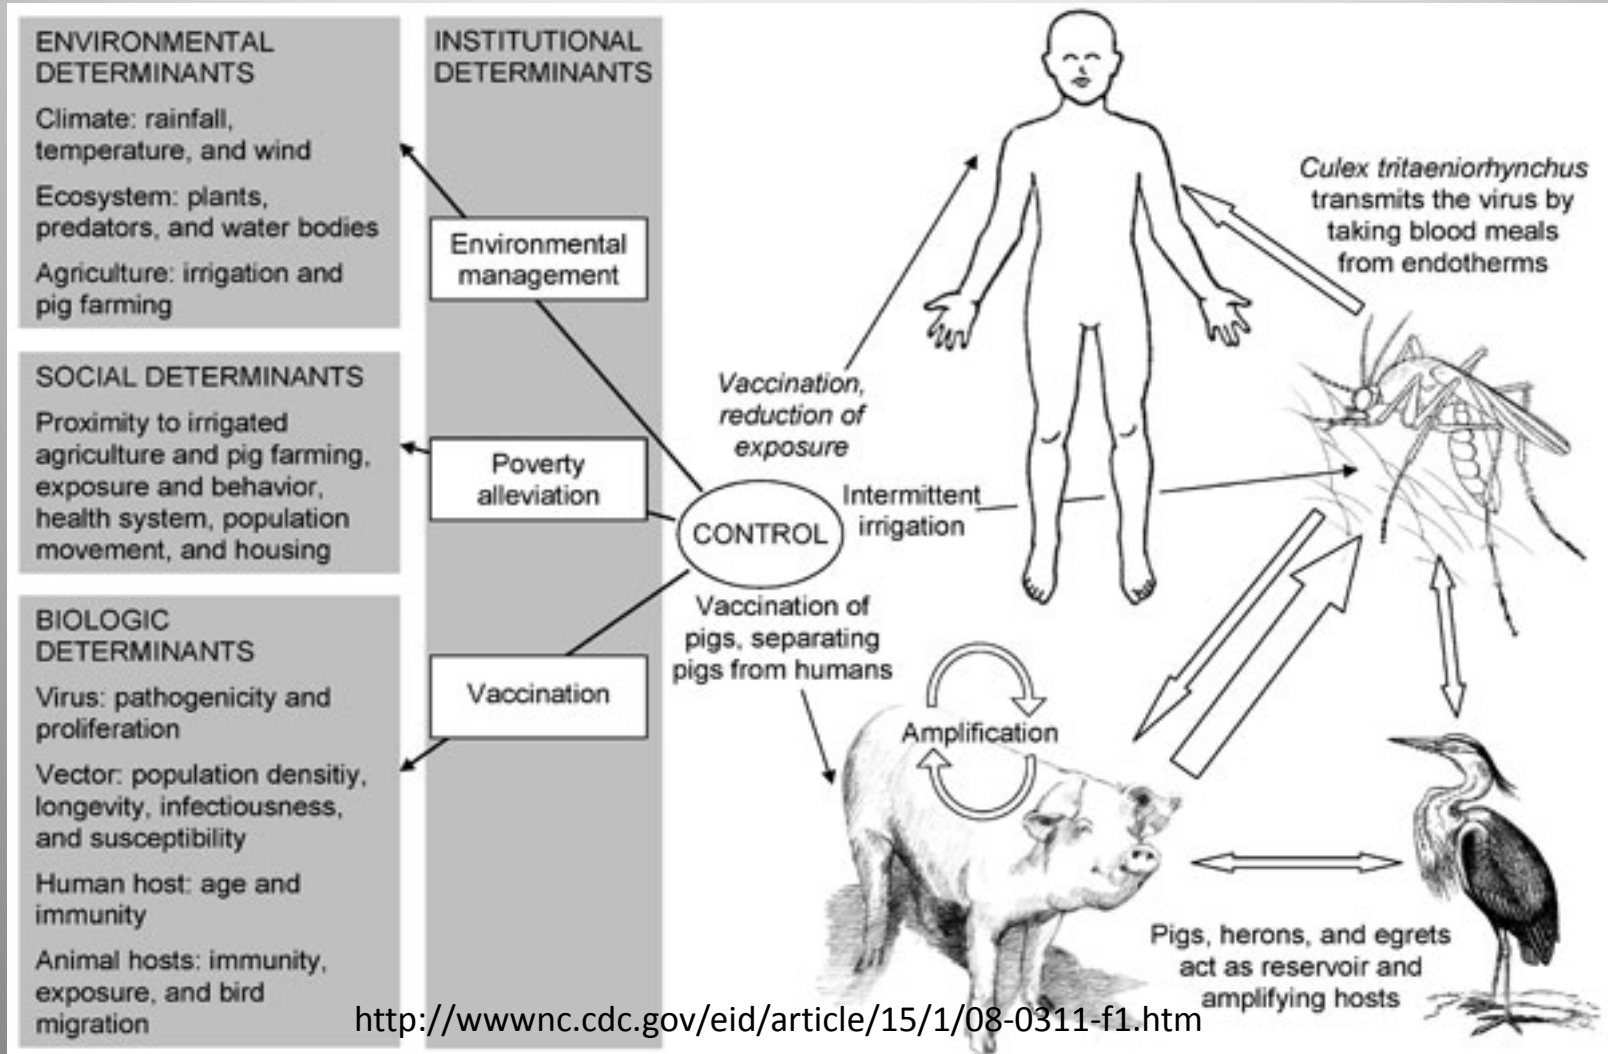 ENVIRONMENTAL
DETERMINANTS
Climate: rainfall,
temperature, and wind
Ecosystem: plants,
predators, and water bodies
Agriculture: irrigation and
pig farming
SOCIAL DETERMINANTS
Proximity to irrigated
agriculture and pig farming,
exposure and behavior,
health system, population
movement, and housing
BIOLOGIC
DETERMINANTS
Virus: pathogenicity and
proliferation
Vector: population densitiy,
longevity, infectiousness,
and susceptibility
Human host: age and
immunity
Animal hosts: immunity,
exposure, and bird
migration
INSTITUTIONAL
DETERMINANTS
Environmental
management
Poverty
alleviation
Vaccination
CONTROL
Vaccination,
reduction of
exposure
Intermittent
irrigation
Vaccination of
pigs, separating
pigs from humans
Amplification
Culex tritaeniorhynchus
transmits the virus by
taking blood meals
from endotherms
Pigs, herons, and egrets
act as reservoir and
amplifying hosts
http://wwwnc.cdc.gov/eid/article/15/1/08-0311-f1.htm